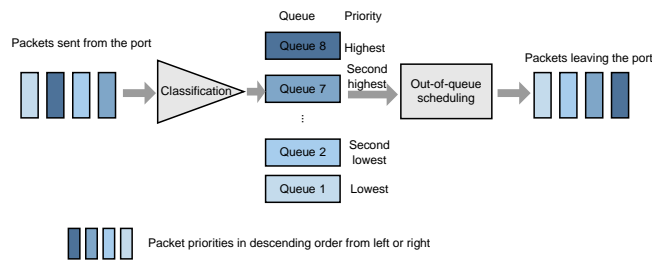 Queue Priority
Packets sent from the port
Queue 8 Highest
Packets leaving the port
Classification
Queue 7
Second
highest
Out-of-queue
scheduling
...
Queue 2
Second
lowest
Queue 1 Lowest
Packet priorities in descending order from left or right